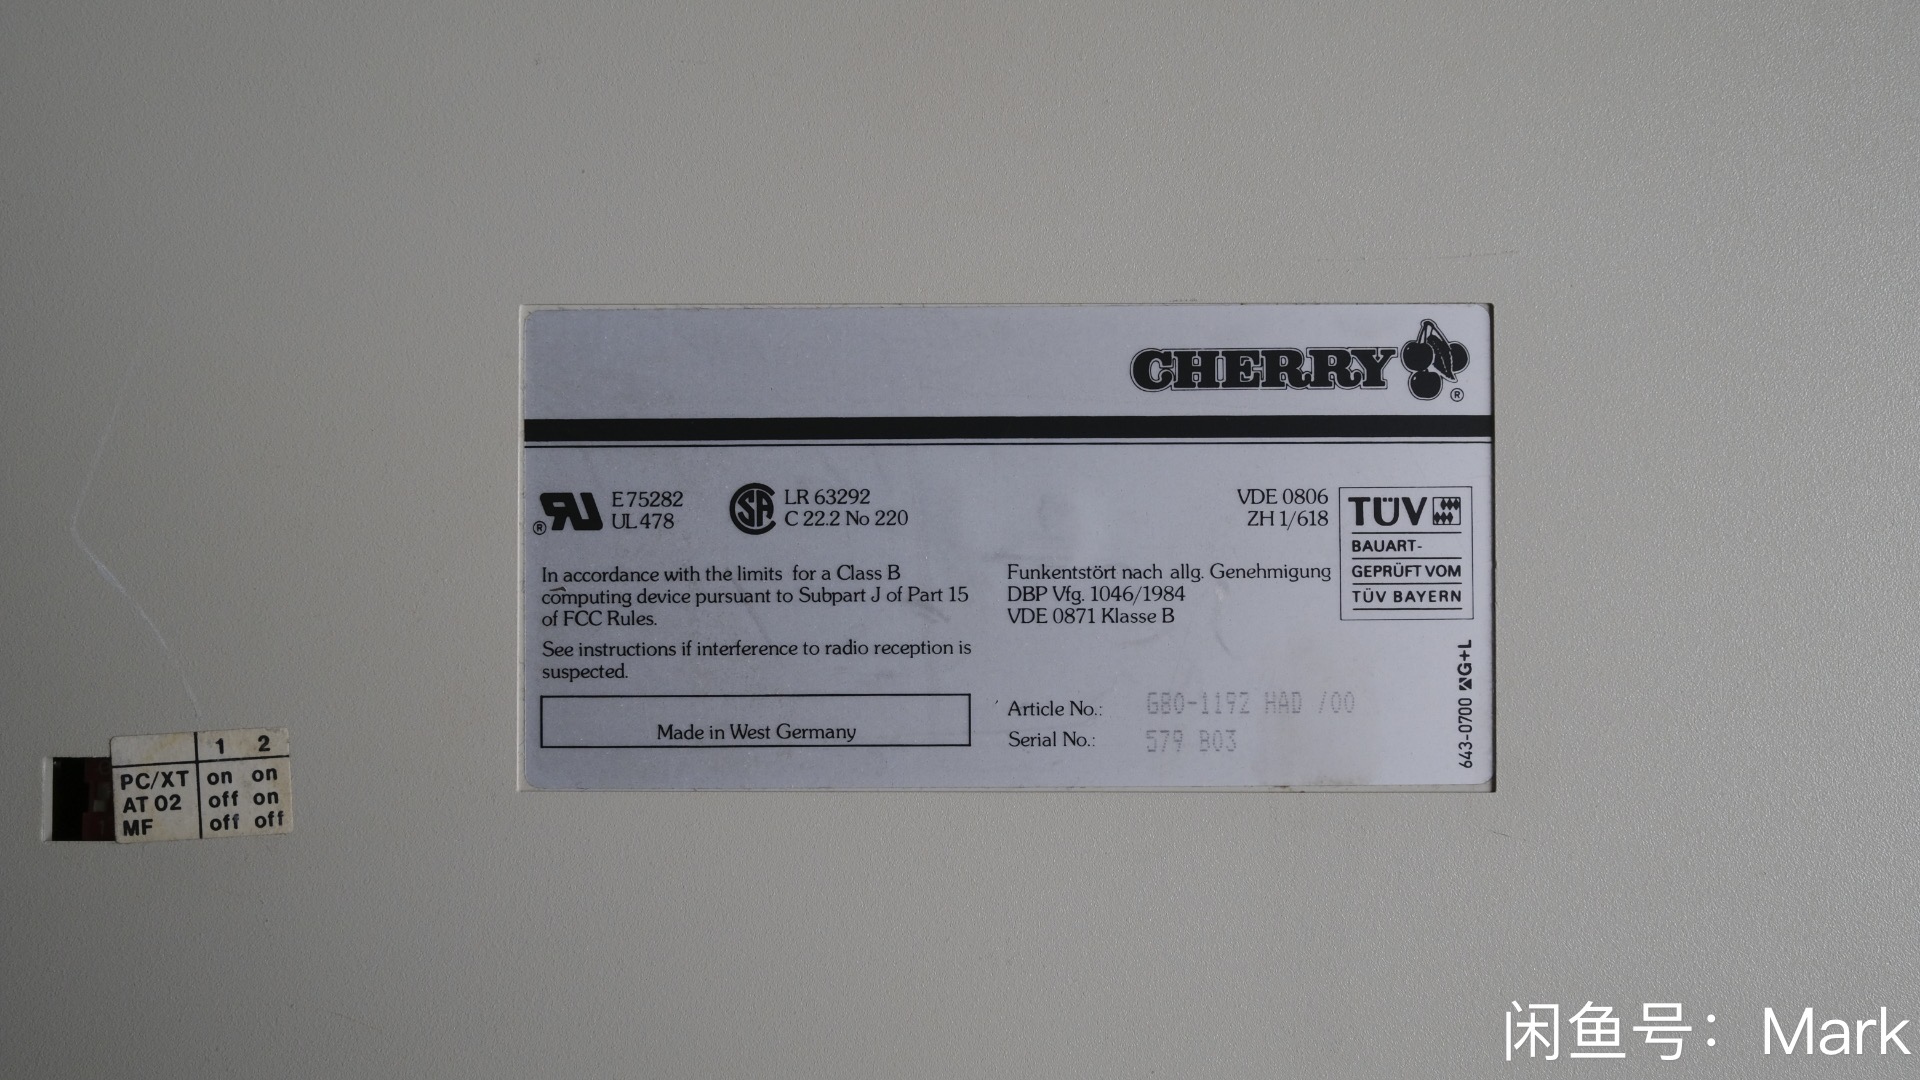 CHERRY
®
® RU E75282
UL 478
SA LR 63292
C 22.2 No 220
VDE 0806
ZH 1/618
TÜV
BAUART-
GEPRÜFT VOM
TÜV BAYERN
In accordance with the limits for a Class B
computing device pursuant to Subpart J of Part 15
of FCC Rules.
See instructions if interference to radio reception is
suspected.
Funkentstört nach allg. Genehmigung
DBP Vfg. 1046/1984
VDE 0871 Klasse B
Made in West Germany
Article No.: G80-1192 HAD /00
Serial No.: 579 B03
643-0700 G+L
1 2
PC/XT on on
AT 02 off on
MF off off
闲鱼号：Mark